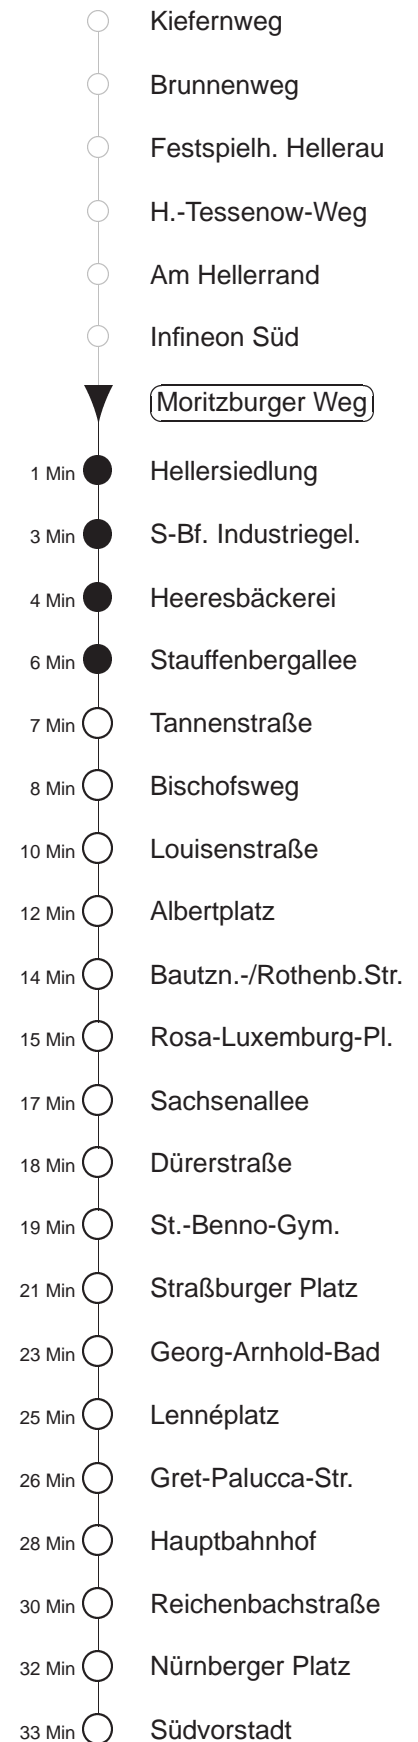 Kiefernweg
Brunnenweg
Festspielh. Hellerau
H.-Tessenow-Weg
Am Hellerrand
Infineon Süd
Moritzburger Weg
1 Min Hellersiedlung
3 Min S-Bf. Industriegel.
4 Min Heeresbäckerei
6 Min Stauffenbergallee
7 Min Tannenstraße
8 Min Bischofsweg
10 Min Louisenstraße
12 Min Albertplatz
14 Min Bautzn.-/Rothenb.Str.
15 Min Rosa-Luxemburg-Pl.
17 Min Sachsenallee
18 Min Dürerstraße
19 Min St.-Benno-Gym.
21 Min Straßburger Platz
23 Min Georg-Arnhold-Bad
25 Min Lennéplatz
26 Min Gret-Palucca-Str.
28 Min Hauptbahnhof
30 Min Reichenbachstraße
32 Min Nürnberger Platz
33 Min Südvorstadt